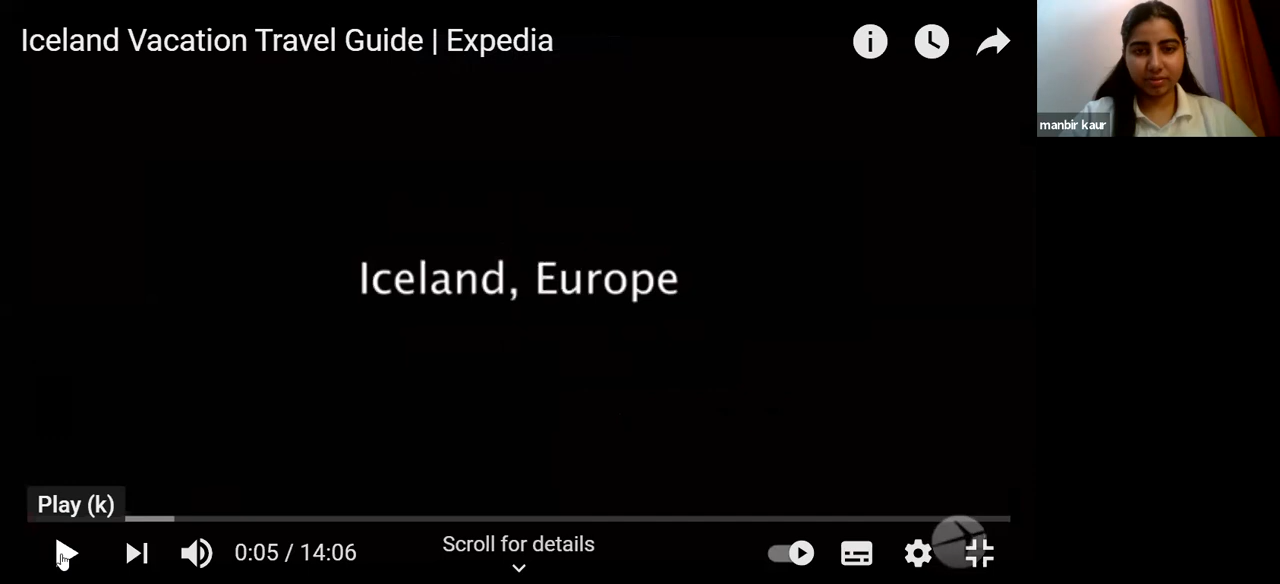 Iceland Vacation Travel Guide | Expedia
manbir kaur
Iceland, Europe
Play (k)
0:05 / 14:06
Scroll for details